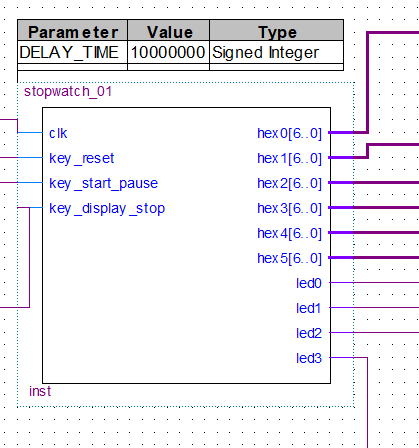 Parameter Value Type
DELAY_TIME 10000000 Signed Integer
stopwatch_01
clk hex0[6..0]
key_reset hex1[6..0]
key_start_pause hex2[6..0]
key_display_stop hex3[6..0]
hex4[6..0]
hex5[6..0]
led0
led1
led2
led3
inst